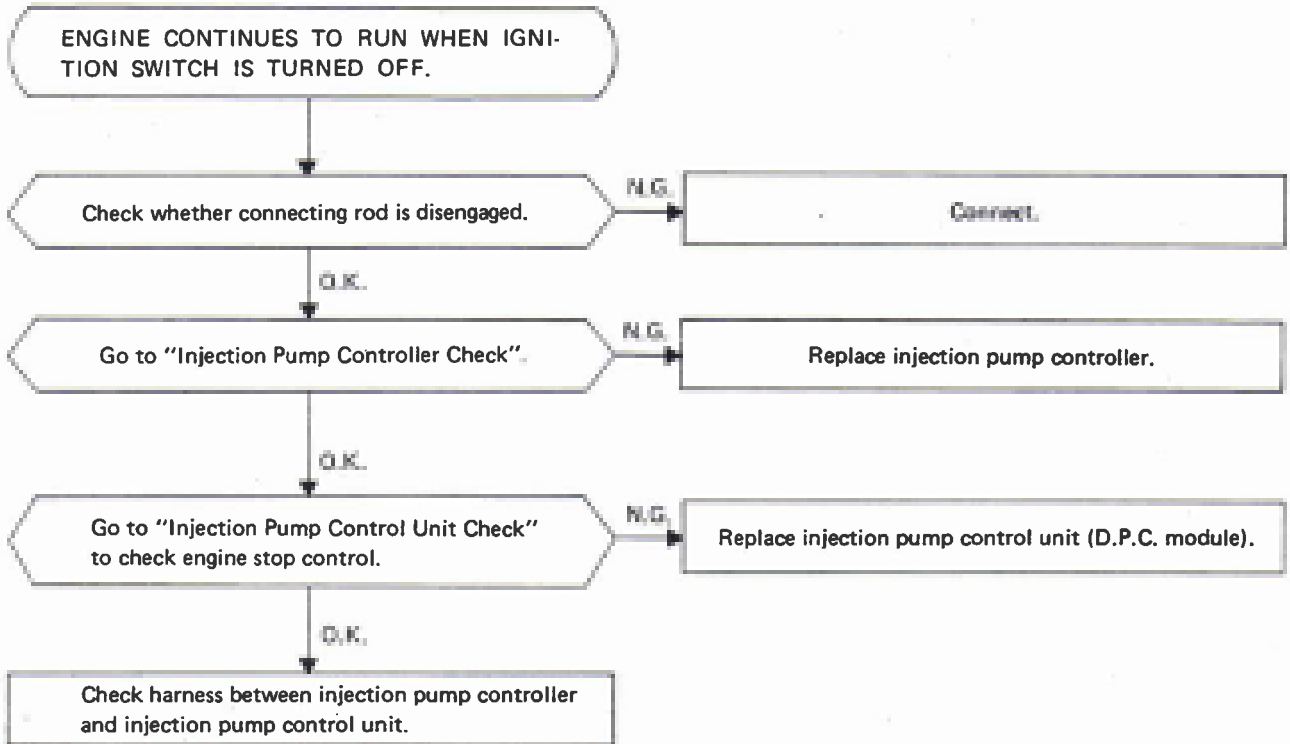 ENGINE CONTINUES TO RUN WHEN IGNI-
TION SWITCH IS TURNED OFF.
Check whether connecting rod is disengaged.
N.G.
Connect.
O.K.
Go to "Injection Pump Controller Check".
N.G.
Replace injection pump controller.
O.K.
Go to "Injection Pump Control Unit Check"
to check engine stop control.
N.G.
Replace injection pump control unit (D.P.C. module).
O.K.
Check harness between injection pump controller
and injection pump control unit.